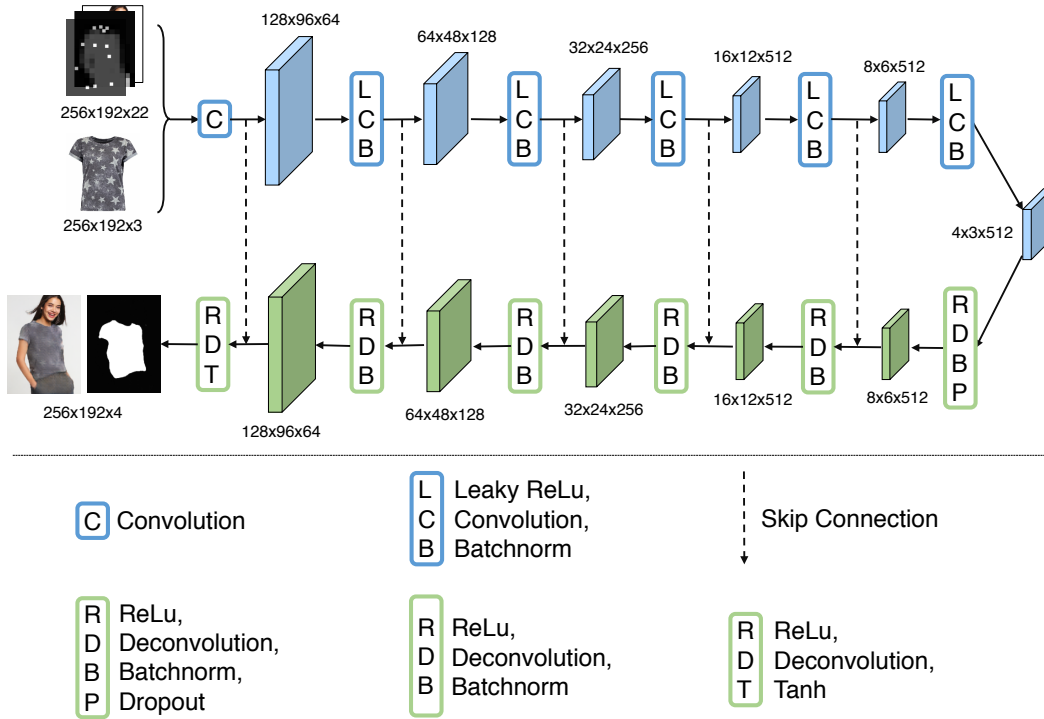 128x96x64
64x48x128
32x24x256
16x12x512
8x6x512
256x192x22
C
L
C
B
L
C
B
L
C
B
L
C
B
L
C
B
256x192x3
4x3x512
R
D
T
R
D
B
R
D
B
R
D
B
R
D
B
R
D
B
P
256x192x4
128x96x64
64x48x128
32x24x256
16x12x512
8x6x512
C Convolution
L Leaky ReLu,
C Convolution,
B Batchnorm
Skip Connection
R ReLu,
D Deconvolution,
B Batchnorm,
P Dropout
R ReLu,
D Deconvolution,
B Batchnorm
R ReLu,
D Deconvolution,
T Tanh